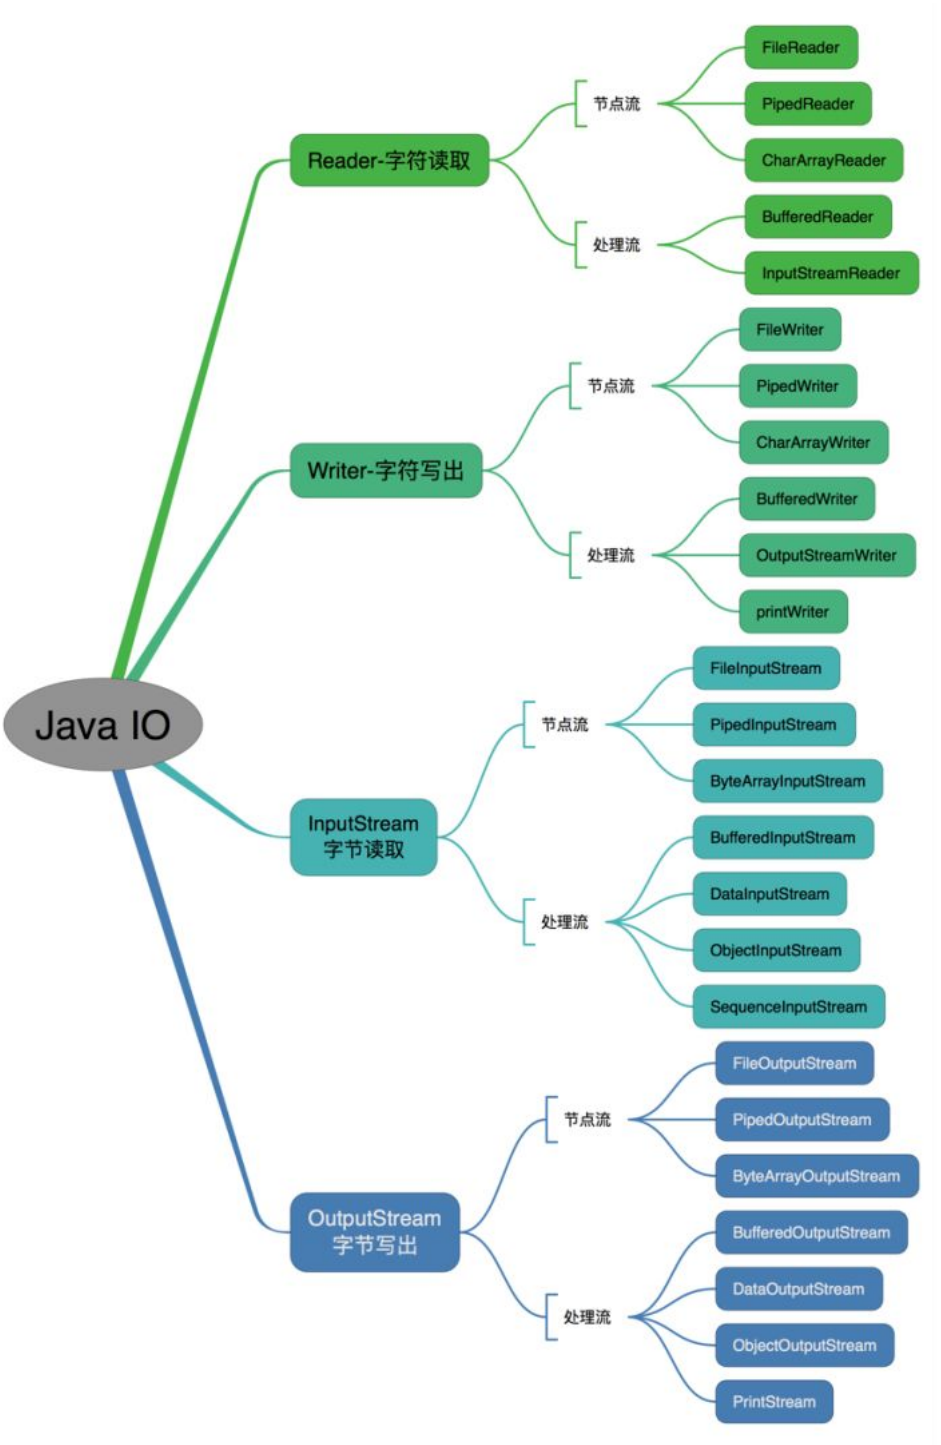 Java IO
Reader-字符读取
节点流
FileReader
PipedReader
CharArrayReader
处理流
BufferedReader
InputStreamReader
Writer-字符写出
节点流
FileWriter
PipedWriter
CharArrayWriter
处理流
BufferedWriter
OutputStreamWriter
printWriter
InputStream
字节读取
节点流
FileInputStream
PipedInputStream
ByteArrayInputStream
处理流
BufferedInputStream
DataInputStream
ObjectInputStream
SequenceInputStream
OutputStream
字节写出
节点流
FileOutputStream
PipedOutputStream
ByteArrayOutputStream
处理流
BufferedOutputStream
DataOutputStream
ObjectOutputStream
PrintStream